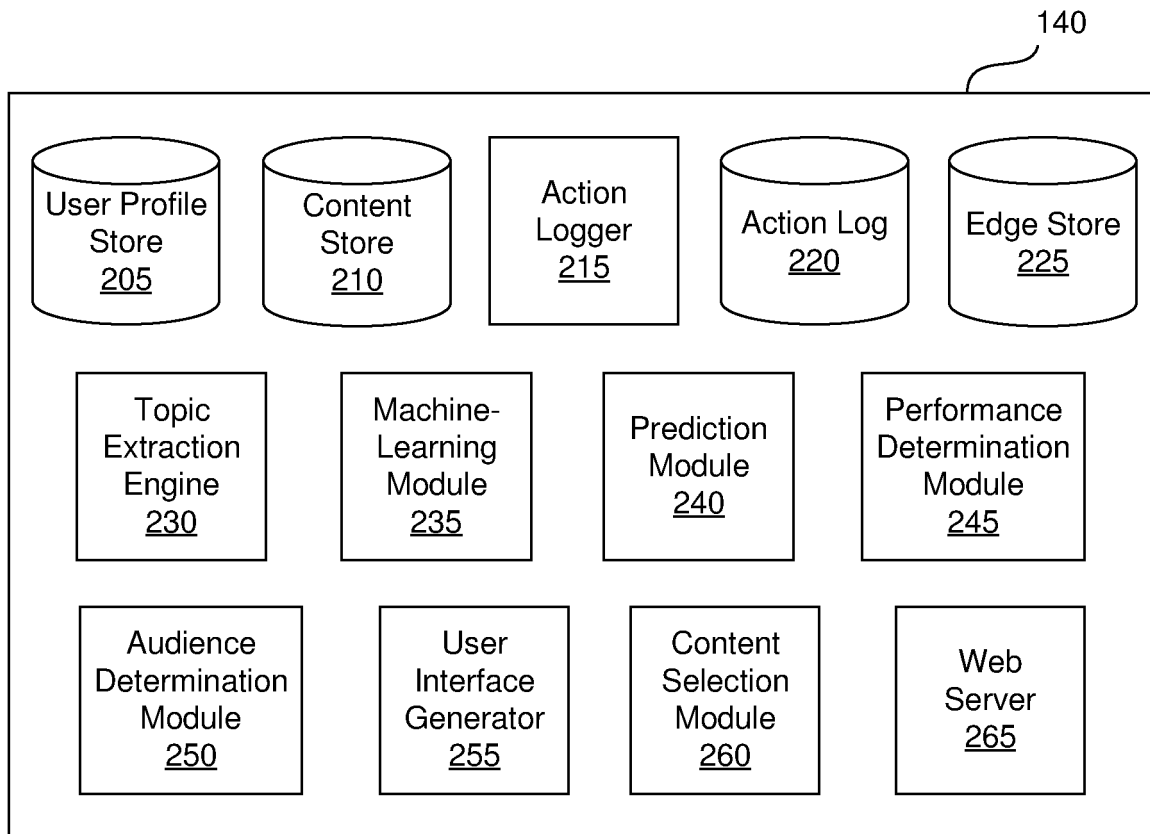 140
User Profile
Store
205
Content
Store
210
Action
Logger
215
Action Log
220
Edge Store
225
Topic
Extraction
Engine
230
Machine-
Learning
Module
235
Prediction
Module
240
Performance
Determination
Module
245
Audience
Determination
Module
250
User
Interface
Generator
255
Content
Selection
Module
260
Web
Server
265